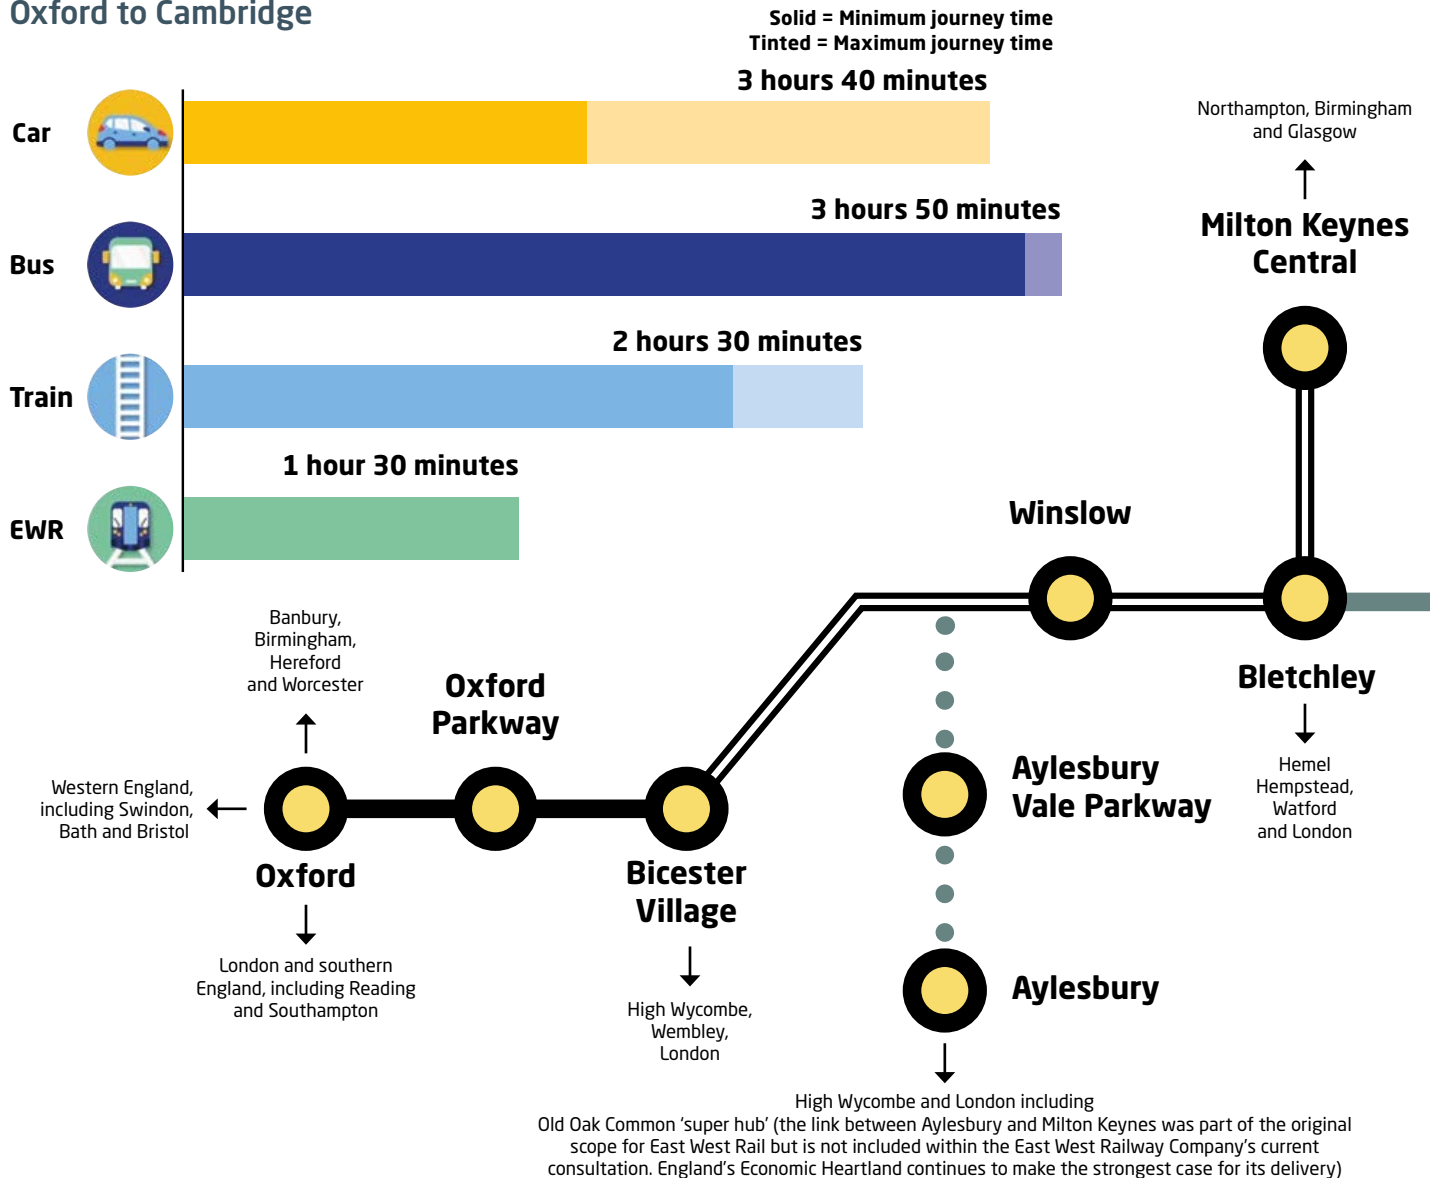 Oxford to Cambridge
Solid = Minimum journey time
Tinted = Maximum journey time
3 hours 40 minutes
Car
3 hours 50 minutes
Bus
2 hours 30 minutes
Train
1 hour 30 minutes
EWR
Northampton, Birmingham
and Glasgow
Milton Keynes
Central
Winslow
Bletchley
Hemel
Hempstead,
Watford
and London
Banbury,
Birmingham,
Hereford
and Worcester
Oxford
Parkway
Western England,
including Swindon,
Bath and Bristol
Oxford
London and southern
England, including Reading
and Southampton
Bicester
Village
High Wycombe,
Wembley,
London
Aylesbury
Vale Parkway
Aylesbury
High Wycombe and London including
Old Oak Common ‘super hub’ (the link between Aylesbury and Milton Keynes was part of the original
scope for East West Rail but is not included within the East West Railway Company’s current
consultation. England’s Economic Heartland continues to make the strongest case for its delivery)